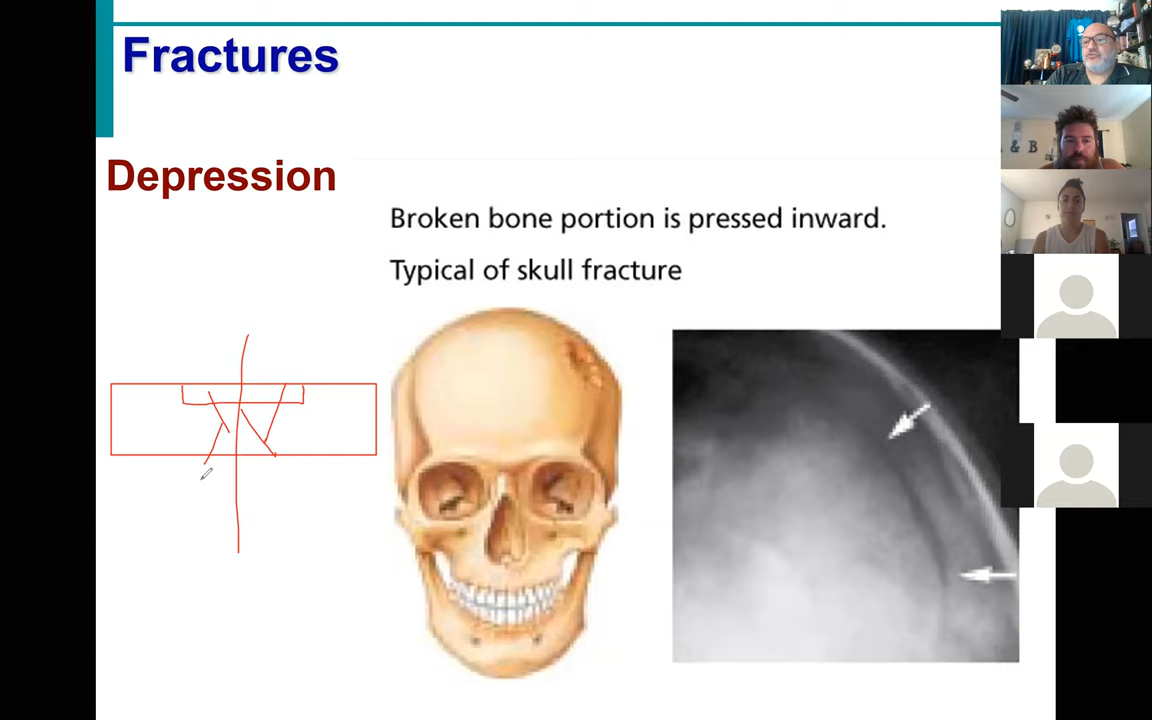 Fractures
Depression
Broken bone portion is pressed inward.
Typical of skull fracture
& B